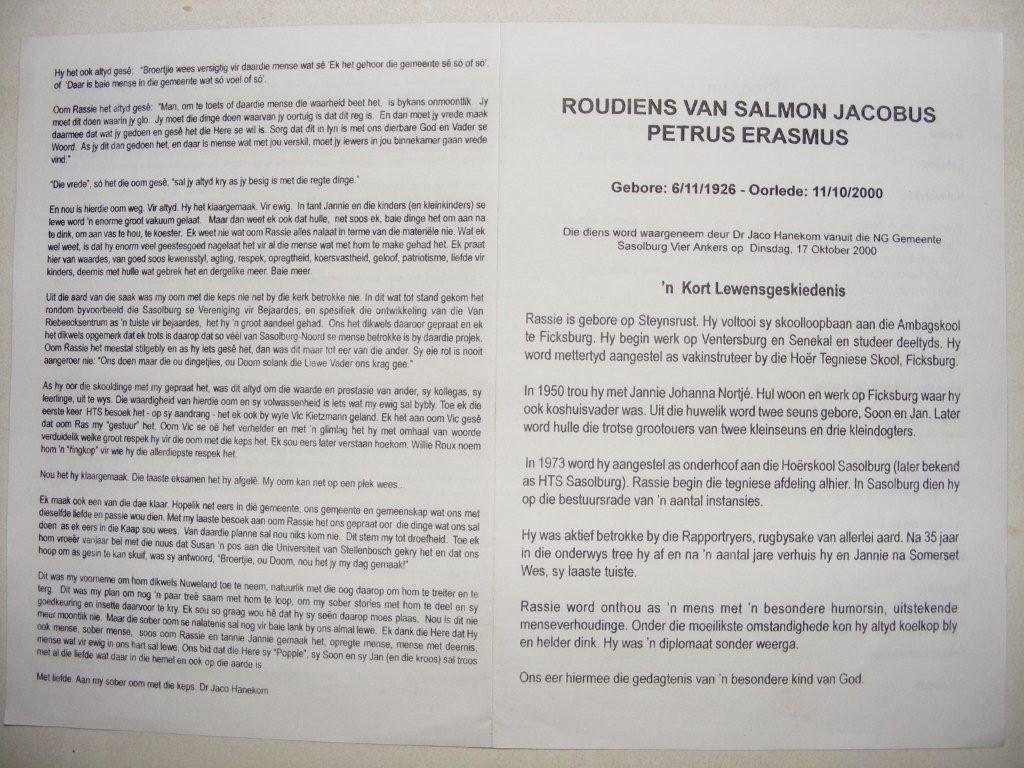 Hy het ook altyd gesê: "Broertjie wees versigtig vir daardie mense wat sê 'Ek het gehoor die gemeente sê só of só'.
of 'Daar is baie mense in die gemeente wat só voel of só'.
Oom Rassie het altyd gesê: "Man, om te toets of daardie mense die waarheid beet het, is bykans onmoontlik. Jy
moet dit doen waarin jy glo. Jy moet die dinge doen waarvan jy oortuig is dat dit reg is. En dan moet jy vrede maak
daarmee dat wat jy gedoen en gesê het die Here se wil is. Sorg dat dit in lyn is met ons dierbare God en Vader se
Woord. As jy dit dan gedoen het, en daar is mense wat met jou verskil, moet jy iewers in jou binnekamer gaan vrede
vind."
"Die vrede", só het die oom gesê, "sal jy altyd kry as jy besig is met die regte dinge."
En nou is hierdie oom weg. Vir altyd. Hy het klaargemaak. Vir ewig. In tant Jannie en die kinders (en kleinkinders) se
lewe word 'n enorme groot vakuum gelaat. Maar dan weet ek ook dat hulle, net soos ek, baie dinge het om aan na
te dink, om aan vas te hou, te koester. Ek weet nie wat oom Rassie alles nalaat in terme van die materiële nie. Wat ek
wel weet, is dat hy enorm veel geestesgoed nagelaat het vir al die mense wat met hom te make gehad het. Ek praat
hier van waardes, van goed soos lewensstyl, agting, respek, opregtheid, koersvastheid, geloof, patriotisme, liefde vir
kinders, deernis met hulle wat gebrek het en dergelike meer. Baie meer.
Uit die aard van die saak was my oom met die keps nie net by die kerk betrokke nie. In dit wat tot stand gekom het
rondom byvoorbeeld die Sasolburg se Vereniging vir Bejaardes, en spesifiek die ontwikkeling van die Van
Riebeecksentrum as 'n tuiste vir bejaardes, het hy 'n groot aandeel gehad. Ons het dikwels daaroor gepraat en ek
het dikwels opgemerk dat ek trots is daarop dat so véél van Sasolburg-Noord se mense betrokke is by daardie projek.
Oom Rassie het meestal stilgebly en as hy iets gesê het, dan was dit maar tot eer van die ander. Sy eie rol is nooit
aangeroer nie: "Ons doen maar die ou dingetjies, ou Doom solank die Liewe Vader ons krag gee."
As hy oor die skooldinge met my gepraat het, was dit altyd om die waarde en prestasie van ander, sy kollegas, sy
leerlinge, uit te wys. Die waardigheid van hierdie oom en sy volwassenheid is iets wat my ewig sal bybly. Toe ek die
eerste keer HTS besoek het - op sy aandrang - het ek ook by wyle Vic Kietzmann geland. Ek het aan oom Vic gesê
dat oom Ras my "gestuur" het. Oom Vic se oë het verhelder en met 'n glimlag het hy met omhaal van woorde
verduidelik welke groot respek hy vir die oom met die keps het. Ek sou eers later verstaan hoekom. Willie Roux noem
hom 'n "ringkop" vir wie hy die allerdiepste respek het.
Nou het hy klaargemaak. Die laaste eksamen het hy afgelê. My oom kan net op een plek wees...
Ek maak ook een van die dae klaar. Hopelik net eers in dié gemeente, ons gemeente en gemeenskap wat ons met
dieselfde liefde en passie wou dien. Met my laaste besoek aan oom Rassie het ons gepraat oor die dinge wat ons sal
doen as ek eers in die Kaap sou wees. Van daardie planne sal nou niks kom nie. Dit stem my tot droefheid. Toe ek
hom vroeër vanjaar bel met die nuus dat Susan 'n pos aan die Universiteit van Stellenbosch gekry het en dat ons
hoop om as gesin te kan skuif, was sy antwoord, "Broertjie, ou Doom, nou het jy my dag gemaak!"
Dit was my voorneme om hom dikwels Nuweland toe te neem, natuurlik met die oog daarop om hom te treiter en te
terg. Dit was my plan om nog 'n paar treë saam met hom te loop, om my sober stories met hom te deel en sy
goedkeuring en insette daarvoor te kry. Ek sou so graag wou hê dat hy sy seën daarop moes plaas. Nou is dit nie
meer moontlik nie. Maar die sober oom se nalatenis sal nog vir baie lank by ons almal lewe. Ek dank die Here dat Hy
ook mense, sober mense, soos oom Rassie en tannie Jannie gemaak het, opregte mense, mense met deernis,
mense wat vir ewig in ons hart sal lewe. Ons bid dat die Here sy "Poppie", sy Soon en sy Jan (en die kroos) sal troos
met al die liefde wat daar in die hemel en ook op die aarde is.
Met liefde. Aan my sober oom met die keps. Dr Jaco Hanekom
ROUDIENS VAN SALMON JACOBUS
PETRUS ERASMUS
Gebore: 6/11/1926 - Oorlede: 11/10/2000
Die diens word waargeneem deur Dr Jaco Hanekom vanuit die NG Gemeente
Sasolburg Vier Ankers op Dinsdag, 17 Oktober 2000
'n Kort Lewensgeskiedenis
Rassie is gebore op Steynsrust. Hy voltooi sy skoolloopbaan aan die Ambagskool
te Ficksburg. Hy begin werk op Ventersburg en Senekal en studeer deeltyds. Hy
word mettertyd aangestel as vakinstruteer by die Hoër Tegniese Skool, Ficksburg.
In 1950 trou hy met Jannie Johanna Nortjé. Hul woon en werk op Ficksburg waar hy
ook koshuisvader was. Uit die huwelik word twee seuns gebore, Soon en Jan. Later
word hulle die trotse grootouers van twee kleinseuns en drie kleindogters.
In 1973 word hy aangestel as onderhoof aan die Hoërskool Sasolburg (later bekend
as HTS Sasolburg). Rassie begin die tegniese afdeling alhier. In Sasolburg dien hy
op die bestuursrade van 'n aantal instansies.
Hy was aktief betrokke by die Rapportryers, rugbysake van allerlei aard. Na 35 jaar
in die onderwys tree hy af en na 'n aantal jare verhuis hy en Jannie na Somerset
Wes, sy laaste tuiste.
Rassie word onthou as 'n mens met 'n besondere humorsin, uitstekende
menseverhoudinge. Onder die moeilikste omstandighede kon hy altyd koelkop bly
en helder dink. Hy was 'n diplomaat sonder weerga.
Ons eer hiermee die gedagtenis van 'n besondere kind van God.